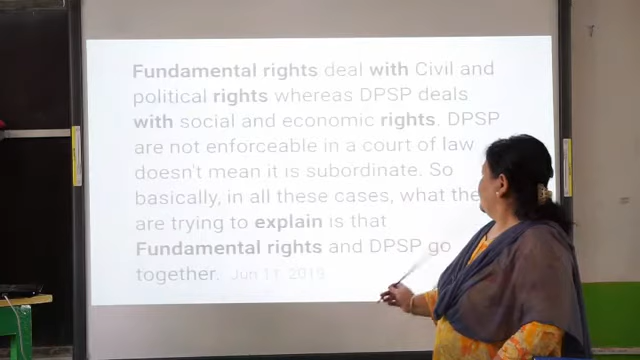 Fundamental rights deal with Civil and
political rights whereas DPSP deals
with social and economic rights. DPSP
are not enforceable in a court of law
doesn't mean it is subordinate. So
basically, in all these cases, what the
are trying to explain is that
Fundamental rights and DPSP go
together. Jun 11, 2019